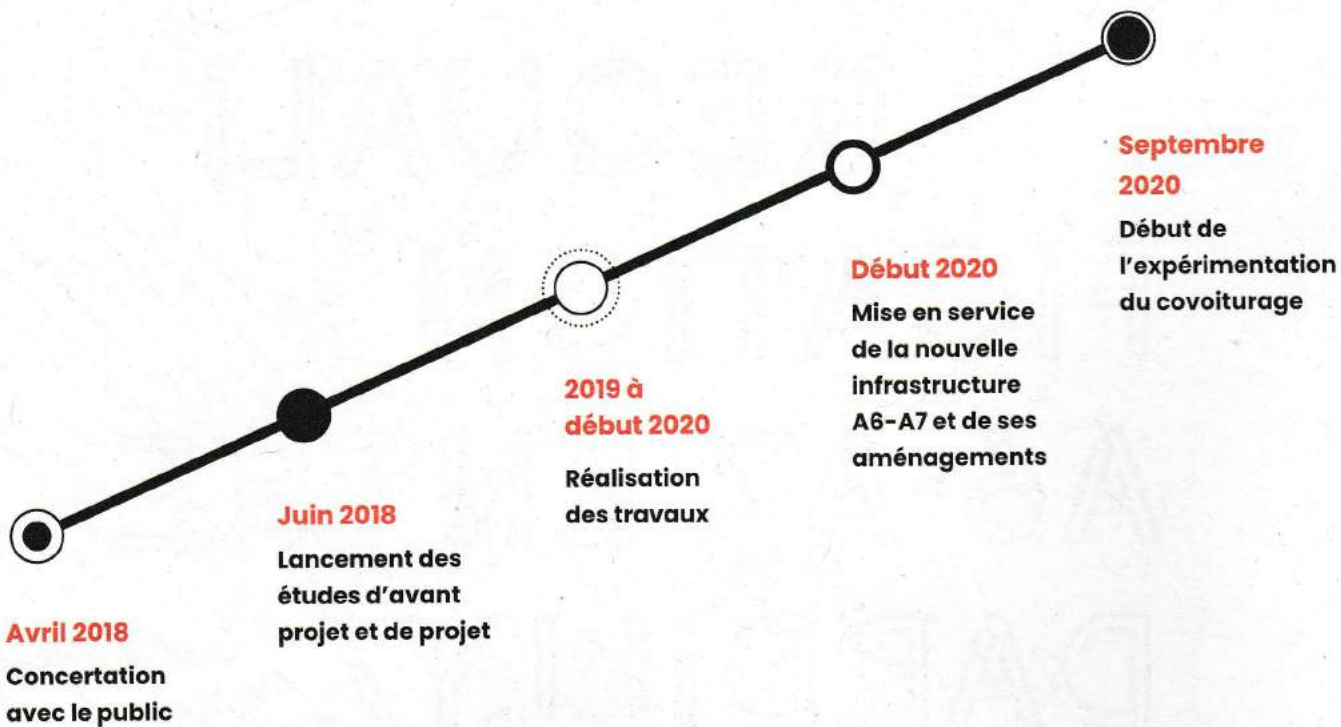 Avril 2018
Concertation
avec le public
Juin 2018
Lancement des
études d'avant
projet et de projet
2019 à
début 2020
Réalisation
des travaux
Début 2020
Mise en service
de la nouvelle
infrastructure
A6-A7 et de ses
aménagements
Septembre
2020
Début de
l'expérimentation
du covoiturage